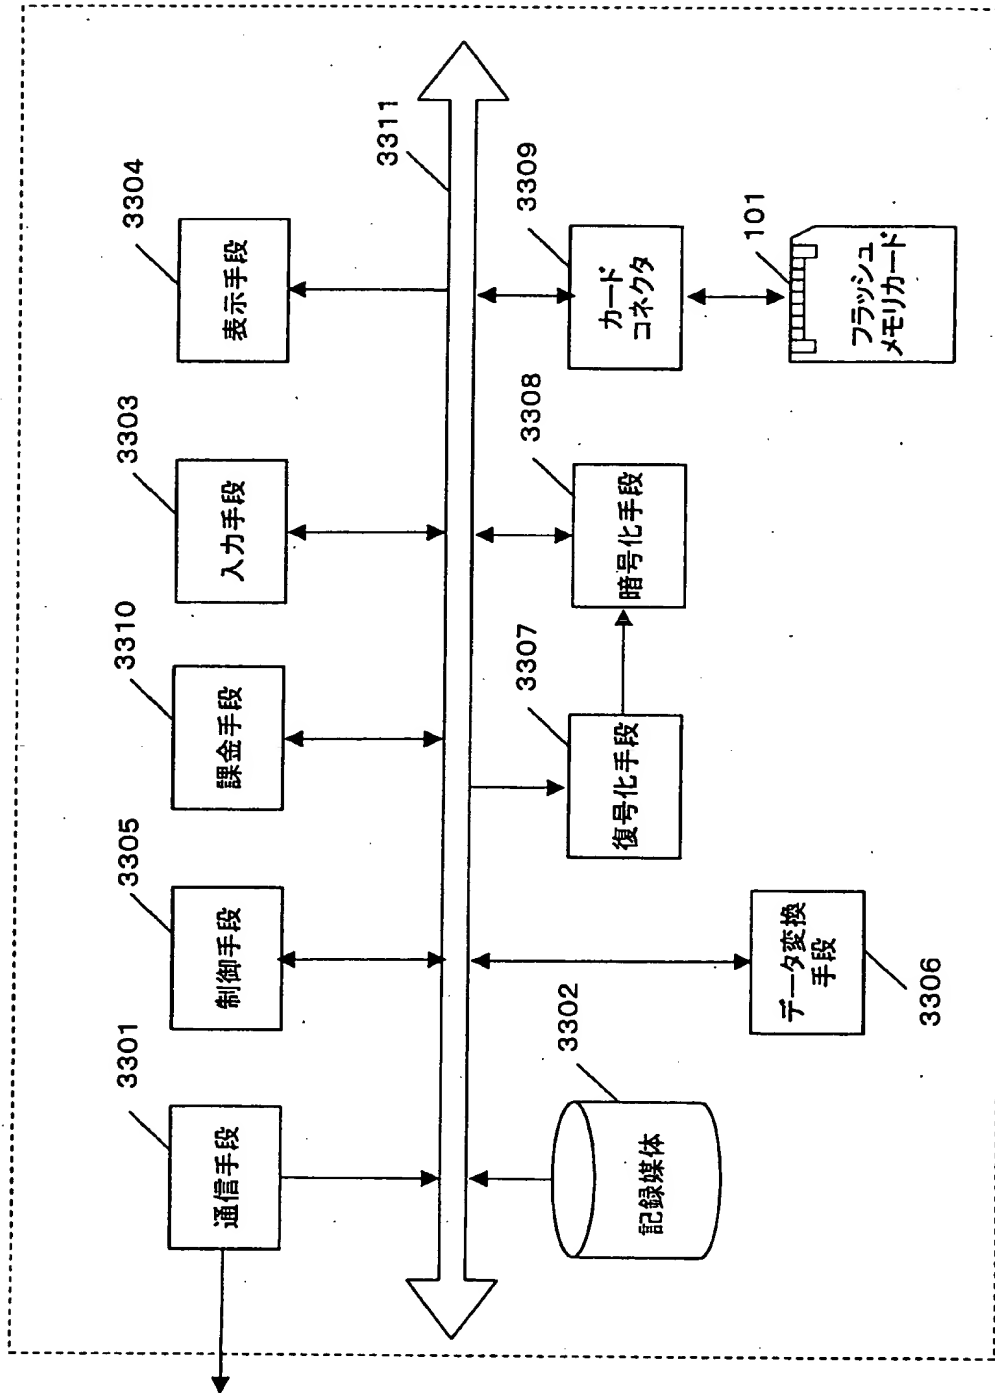 3301
通信手段
3305
制御手段
3310
課金手段
3303
入力手段
3304
表示手段
3311
3302
記録媒体
3307
復号化手段
3308
暗号化手段
3309
カード
コネクタ
データ変換
手段
3306
101
フラッシュ
メモリカード